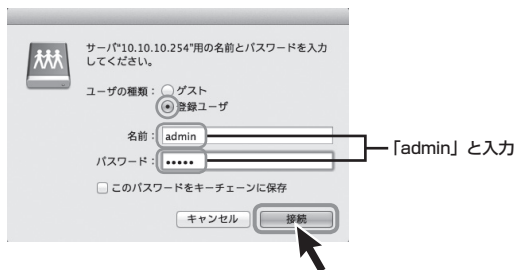 サーバ"10.10.10.254"用の名前とパスワードを入力
してください。
ユーザの種類：ゲスト
登録ユーザ
名前：admin
「admin」と入力
パスワード：•••••
このパスワードをキーチェーンに保存
キャンセル 接続